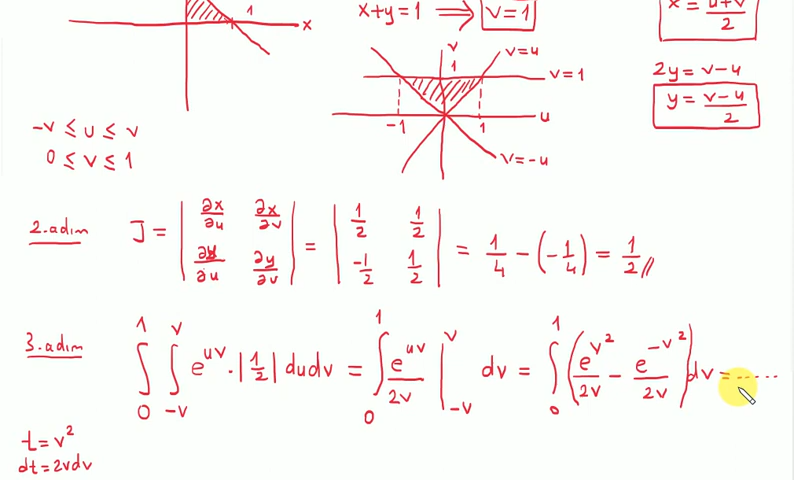 1
x
x+y=1 ⟹ v=1
x = (u+v)/2
v
1
v=u
v=1
-1
1
u
v=-u
2y=v-u
y = (v-u)/2
-v ≤ u ≤ v
0 ≤ v ≤ 1
2.adım J = |∂x/∂u ∂x/∂v; ∂y/∂u ∂y/∂v| = |1/2 1/2; -1/2 1/2| = 1/4 - (-1/4) = 1/2 //
3.adım ∫₀¹ ∫₋ᵥᵛ e^(uv) · |1/2| du dv = ∫₀¹ e^(uv)/(2v) |₋ᵥᵛ dv = ∫₀¹ (e^(v²)/(2v) - e^(-v²)/(2v)) dv = ......
t=v²
dt=2vdv